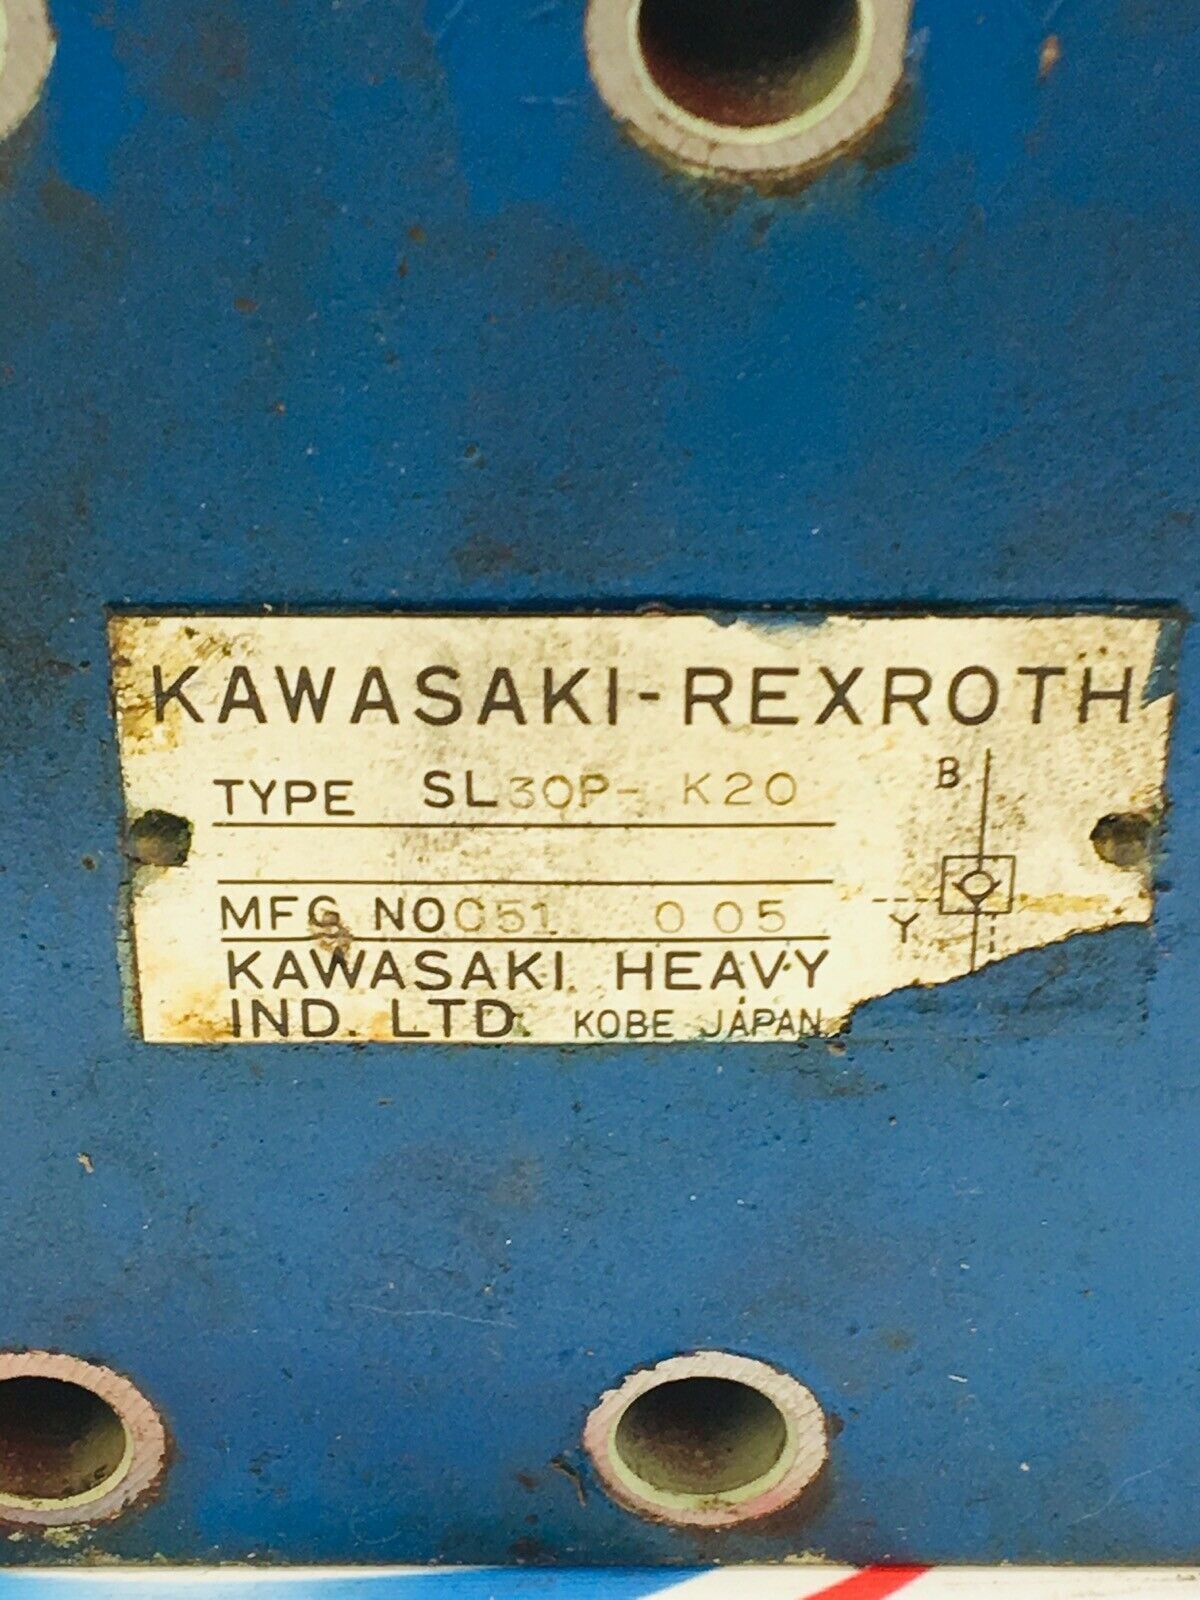 KAWASAKI-REXROTH
TYPE SL30P- K20
B
MFG NO C51 0 05
Y
KAWASAKI HEAVY
IND. LTD. KOBE JAPAN